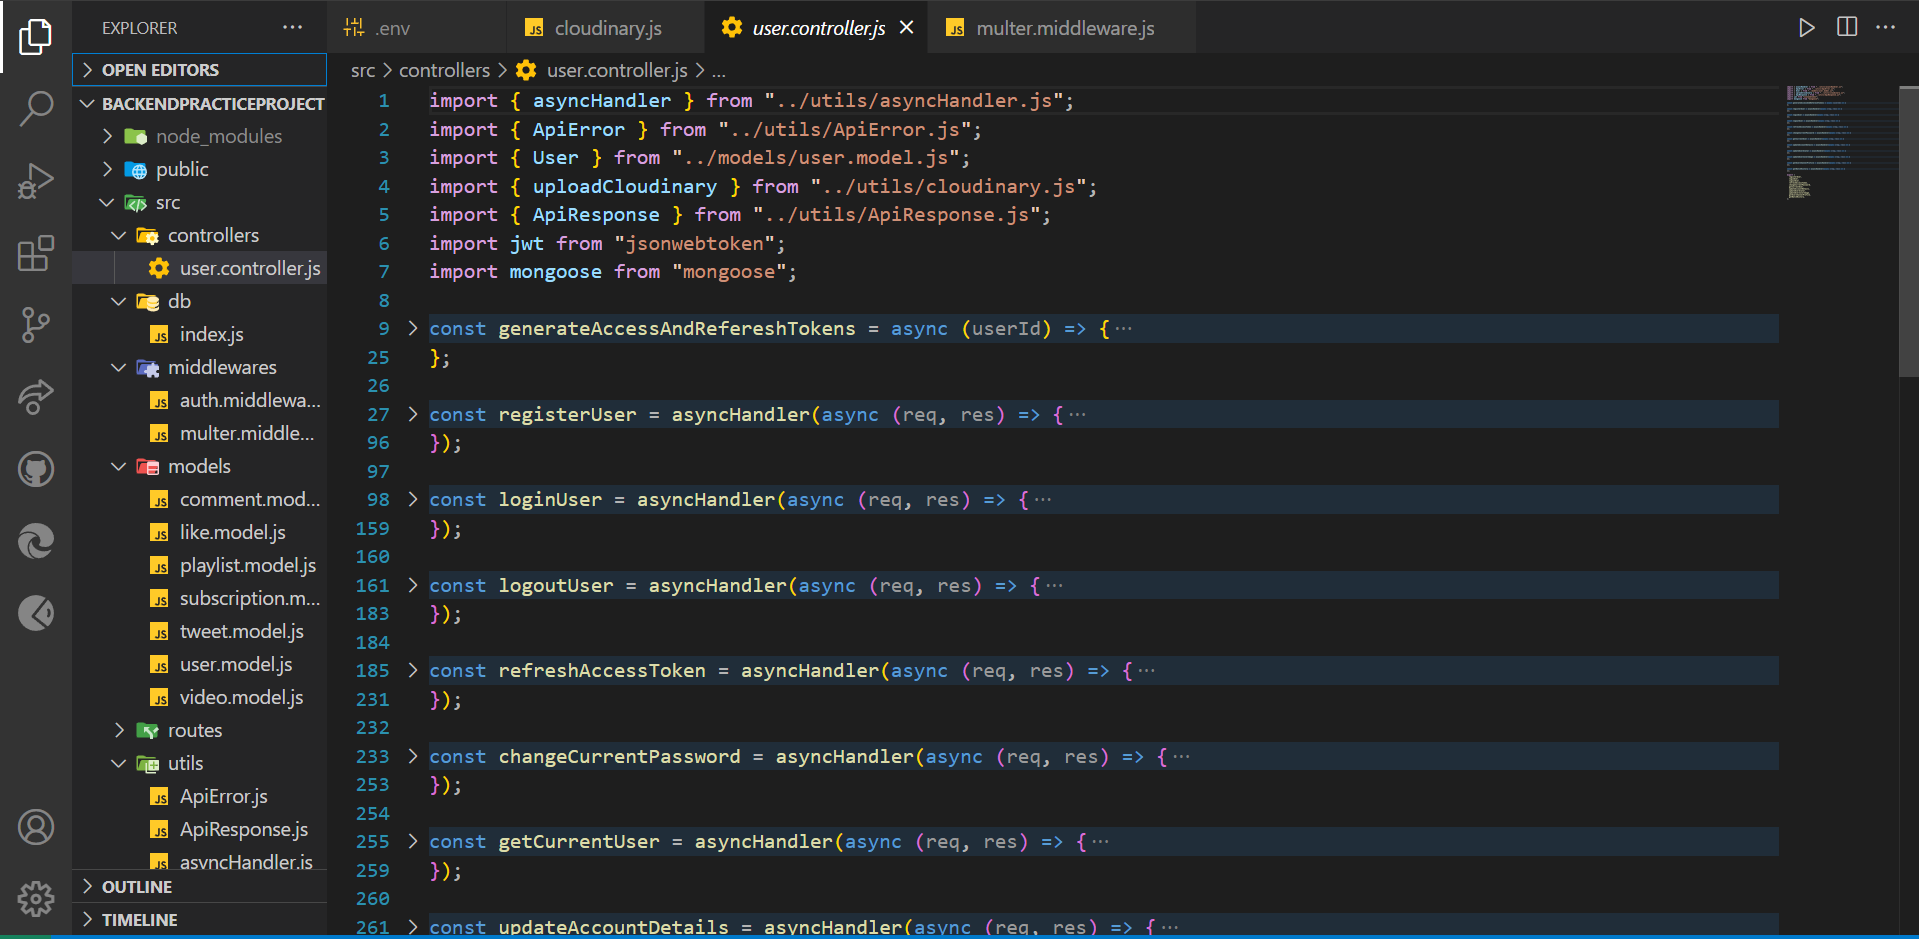 EXPLORER
OPEN EDITORS
BACKENDPRACTICEPROJECT
node_modules
public
src
controllers
user.controller.js
db
index.js
middlewares
auth.middlewa...
multer.middle...
models
comment.mod...
like.model.js
playlist.model.js
subscription.m...
tweet.model.js
user.model.js
video.model.js
routes
utils
ApiError.js
ApiResponse.js
asyncHandler.js
OUTLINE
TIMELINE
.env
JS cloudinary.js
user.controller.js
JS multer.middleware.js
src > controllers > user.controller.js > ...
1 import { asyncHandler } from "../utils/asyncHandler.js";
2 import { ApiError } from "../utils/ApiError.js";
3 import { User } from "../models/user.model.js";
4 import { uploadCloudinary } from "../utils/cloudinary.js";
5 import { ApiResponse } from "../utils/ApiResponse.js";
6 import jwt from "jsonwebtoken";
7 import mongoose from "mongoose";
8
9 const generateAccessAndRefereshTokens = async (userId) => { ...
25 };
26
27 const registerUser = asyncHandler(async (req, res) => { ...
96 });
97
98 const loginUser = asyncHandler(async (req, res) => { ...
159 });
160
161 const logoutUser = asyncHandler(async (req, res) => { ...
183 });
184
185 const refreshAccessToken = asyncHandler(async (req, res) => { ...
231 });
232
233 const changeCurrentPassword = asyncHandler(async (req, res) => { ...
253 });
254
255 const getCurrentUser = asyncHandler(async (req, res) => { ...
259 });
260
261 const updateAccountDetails = asyncHandler(async (req, res) => { ...